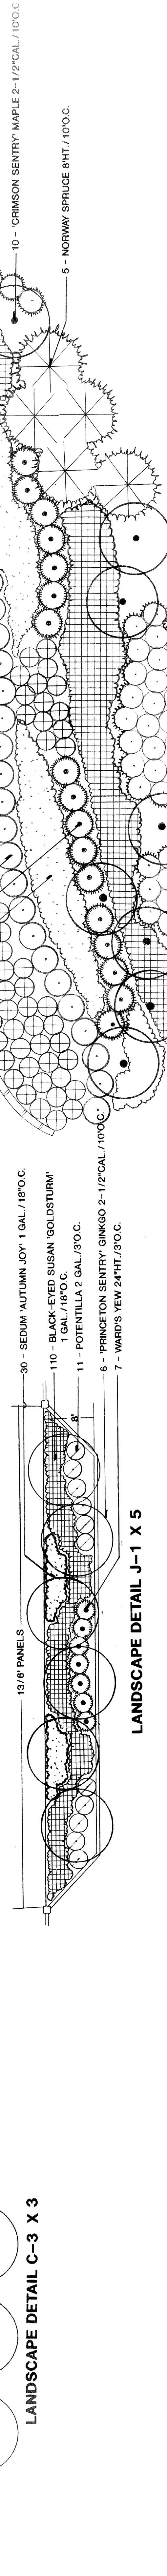 10 - 'CRIMSON SENTRY' MAPLE 2-1/2"CAL./10'O.C.
5 - NORWAY SPRUCE 8'HT./10'O.C.
13/6' PANELS
8'
30 - SEDUM 'AUTUMN JOY' 1 GAL./18"O.C.
110 - BLACK-EYED SUSAN 'GOLDSTURM'
1 GAL./18"O.C.
11 - POTENTILLA 2 GAL./3'O.C.
6 - 'PRINCETON SENTRY' GINKGO 2-1/2"CAL./10'O.C.
7 - WARD'S YEW 24"HT./3'O.C.
LANDSCAPE DETAIL J-1 X 5
LANDSCAPE DETAIL C-3 X 3